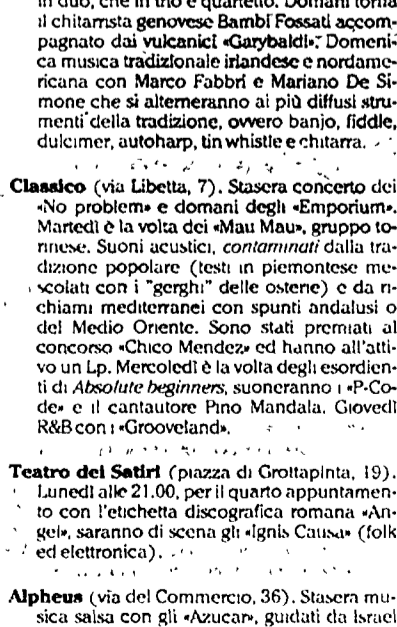 in duo, che in trio e quartetto. Domani torna
il chitarrista genovese Bambi Fossati accom-
pagnato dai vulcanici «Garybaldi». Domeni-
ca musica tradizionale irlandese e nordame-
ricana con Marco Fabbri e Mariano De Si-
mone che si alterneranno ai più diffusi stru-
menti della tradizione, ovvero banjo, fiddle,
dulcimer, autoharp, tin whistle e chitarra.
Classico (via Libetta, 7). Stasera concerto dei
«No problem» e domani degli «Emporium».
Martedì è la volta dei «Mau Mau», gruppo to-
rinese. Suoni acustici, contaminati dalla tra-
dizione popolare (testi in piemontese me-
scolati con i "gerghi" delle osterie) e da ri-
chiami mediterranei con spunti andalusi o
del Medio Oriente. Sono stati premiati al
concorso «Chico Mendez» ed hanno all'atti-
vo un Lp. Mercoledì è la volta degli esordien-
ti di Absolute beginners, suoneranno i «P-Co-
de» e il cantautore Pino Mandala. Giovedì
R&B con i «Grooveland».
Teatro dei Satiri (piazza di Grottapinta, 19).
Lunedì alle 21.00, per il quarto appuntamen-
to con l'etichetta discografica romana «An-
gel», saranno di scena gli «Ignis Causa» (folk
ed elettronica).
Alpheus (via del Commercio, 36). Stasera mu-
sica salsa con gli «Azucar», guidati da Israel